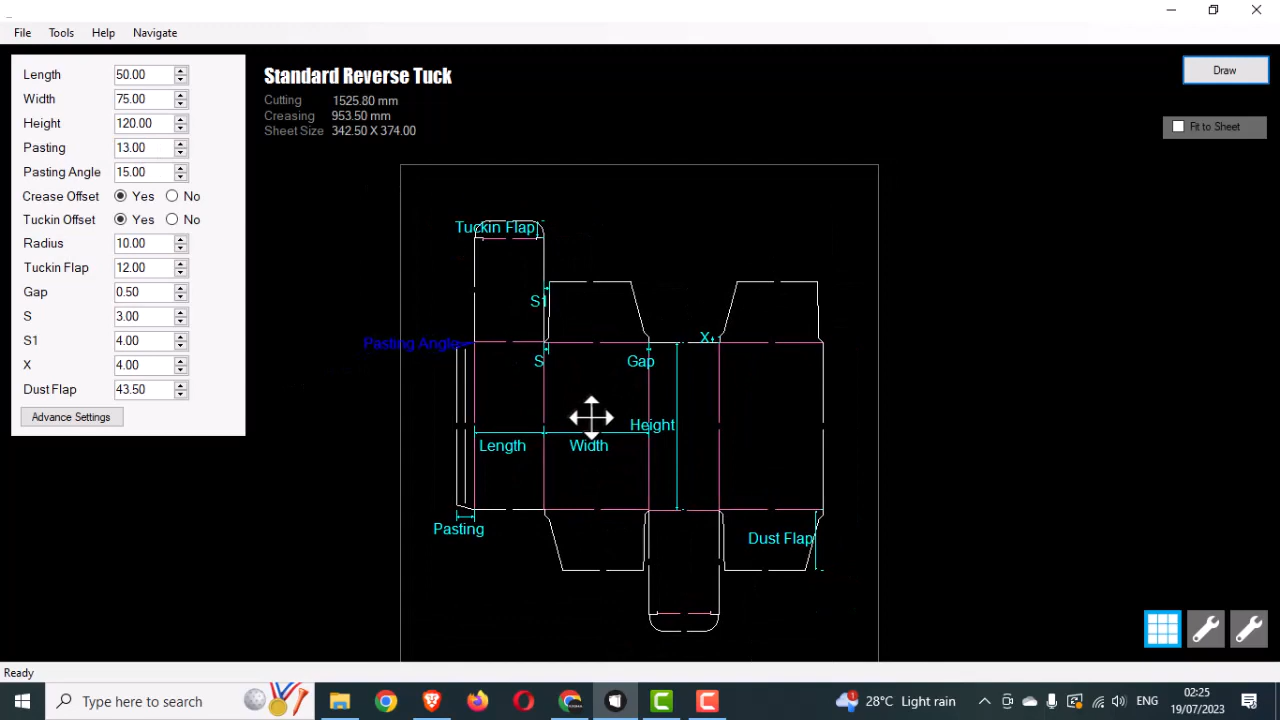 File Tools Help Navigate
Length 50.00
Width 75.00
Height 120.00
Pasting 13.00
Pasting Angle 15.00
Crease Offset Yes No
Tuckin Offset Yes No
Radius 10.00
Tuckin Flap 12.00
Gap 0.50
S 3.00
S1 4.00
X 4.00
Dust Flap 43.50
Advance Settings
Standard Reverse Tuck
Cutting 1525.80 mm
Creasing 953.50 mm
Sheet Size 342.50 X 374.00
Draw
Fit to Sheet
Tuckin Flap
S1
X
Pasting Angle
S
Gap
Height
Length
Width
Pasting
Dust Flap
Ready
Type here to search
28°C Light rain
ENG
02:25
19/07/2023